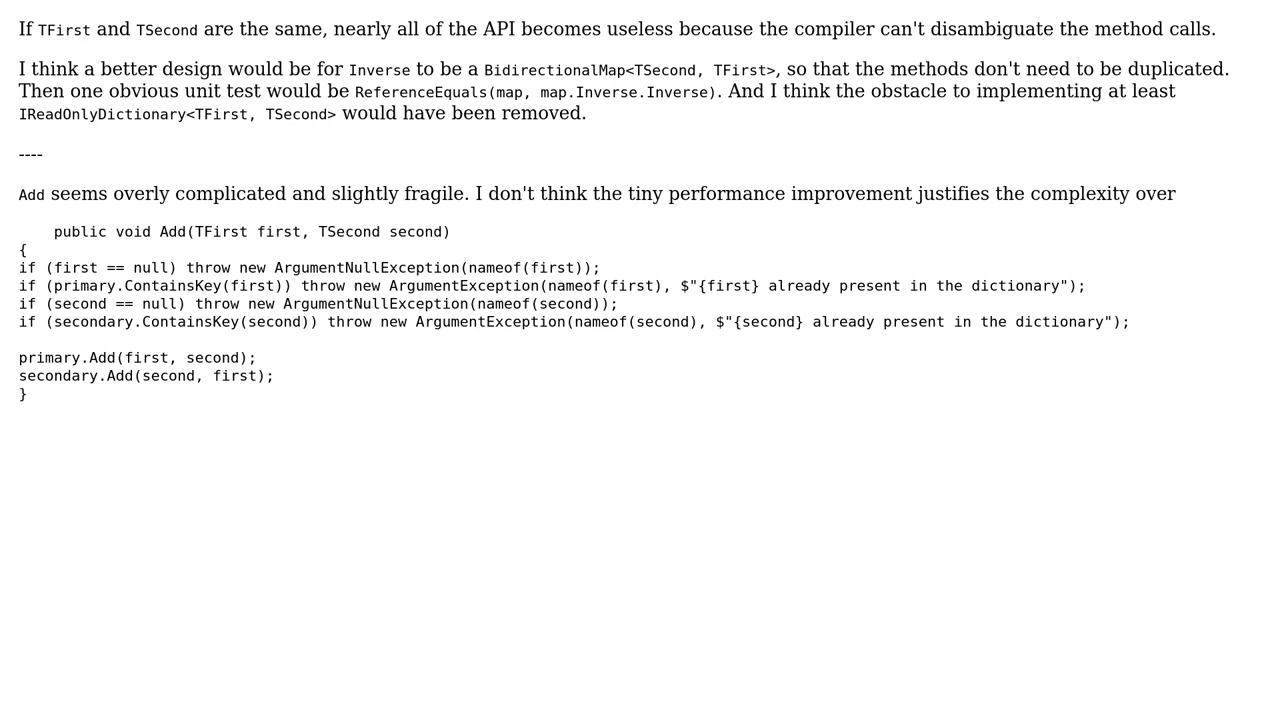 If TFirst and TSecond are the same, nearly all of the API becomes useless because the compiler can't disambiguate the method calls.
I think a better design would be for Inverse to be a BidirectionalMap<TSecond, TFirst>, so that the methods don't need to be duplicated.
Then one obvious unit test would be ReferenceEquals(map, map.Inverse.Inverse). And I think the obstacle to implementing at least
IReadOnlyDictionary<TFirst, TSecond> would have been removed.
----
Add seems overly complicated and slightly fragile. I don't think the tiny performance improvement justifies the complexity over
    public void Add(TFirst first, TSecond second)
{
if (first == null) throw new ArgumentNullException(nameof(first));
if (primary.ContainsKey(first)) throw new ArgumentException(nameof(first), $"{first} already present in the dictionary");
if (second == null) throw new ArgumentNullException(nameof(second));
if (secondary.ContainsKey(second)) throw new ArgumentException(nameof(second), $"{second} already present in the dictionary");

primary.Add(first, second);
secondary.Add(second, first);
}